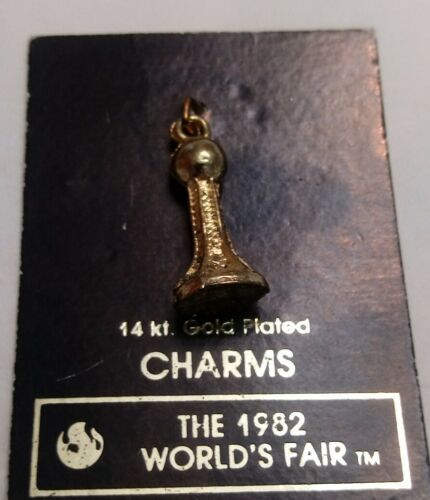 14 kt. Gold Plated
CHARMS
THE 1982
WORLD'S FAIR TM